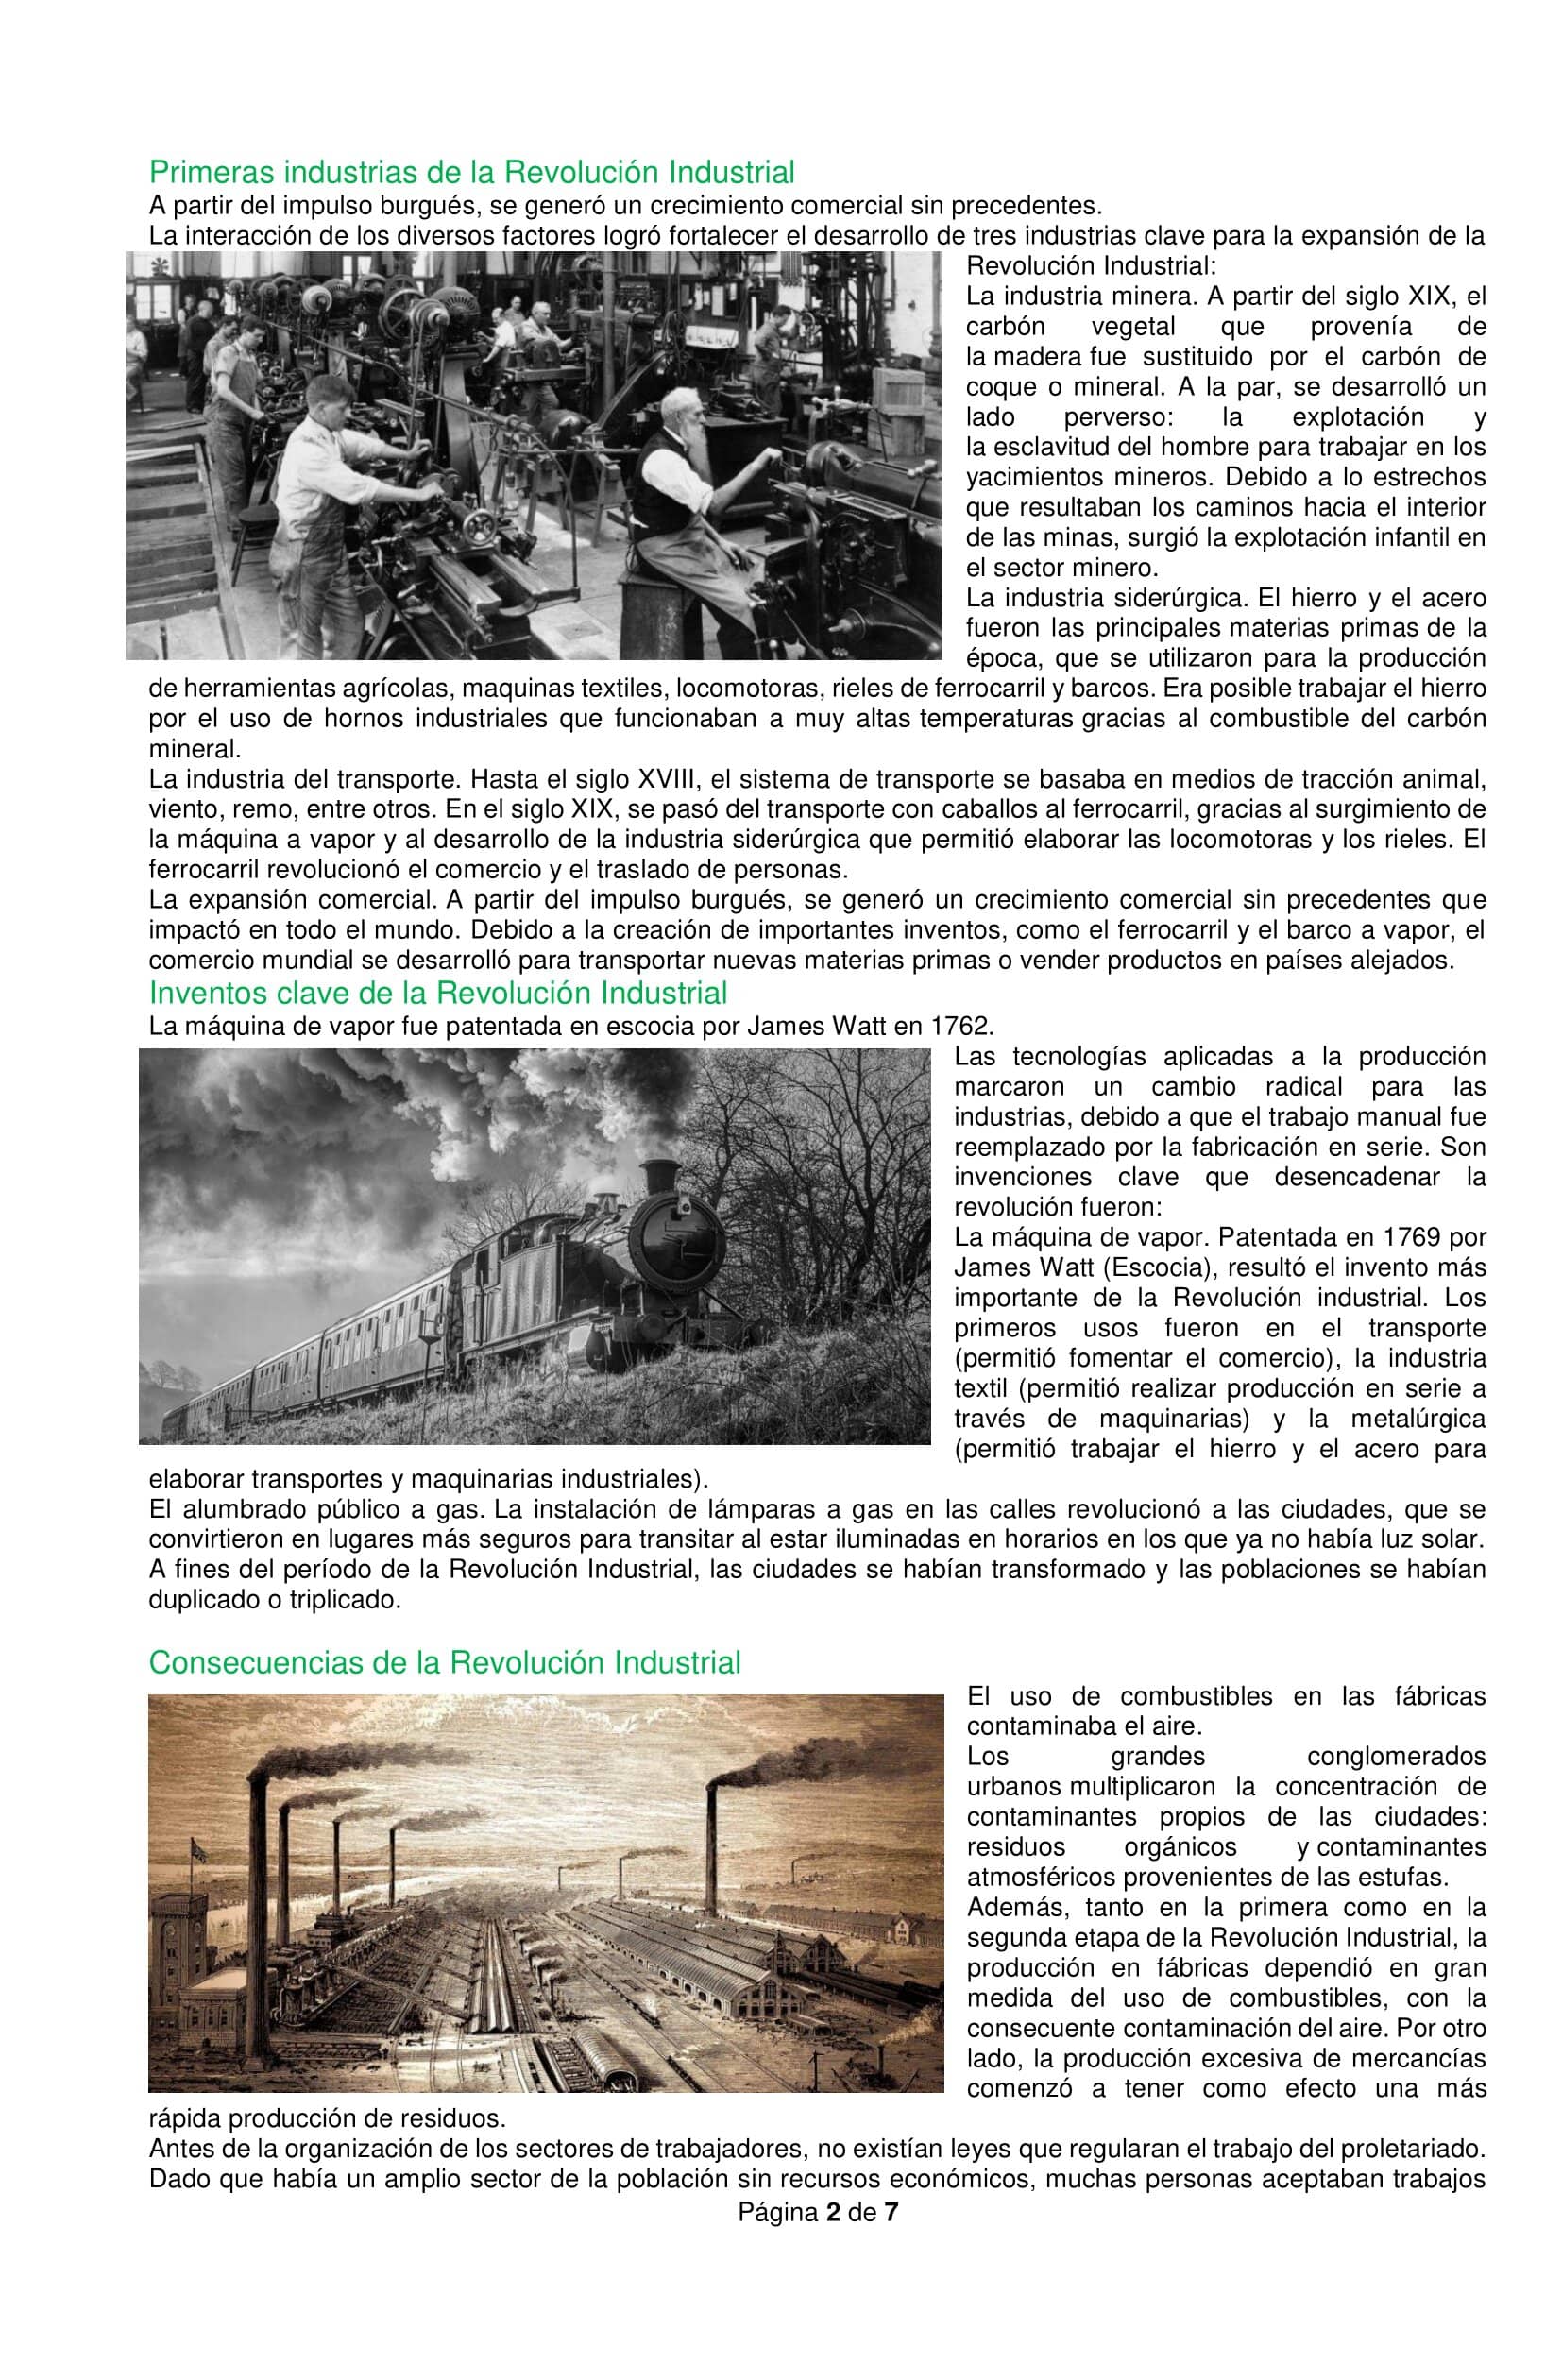 Primeras industrias de la Revolución Industrial
A partir del impulso burgués, se generó un crecimiento comercial sin precedentes.
La interacción de los diversos factores logró fortalecer el desarrollo de tres industrias clave para la expansión de la
Revolución Industrial:
La industria minera. A partir del siglo XIX, el
carbón vegetal que provenía de
la madera fue sustituido por el carbón de
coque o mineral. A la par, se desarrolló un
lado perverso: la explotación y
la esclavitud del hombre para trabajar en los
yacimientos mineros. Debido a lo estrechos
que resultaban los caminos hacia el interior
de las minas, surgió la explotación infantil en
el sector minero.
La industria siderúrgica. El hierro y el acero
fueron las principales materias primas de la
época, que se utilizaron para la producción
de herramientas agrícolas, maquinas textiles, locomotoras, rieles de ferrocarril y barcos. Era posible trabajar el hierro
por el uso de hornos industriales que funcionaban a muy altas temperaturas gracias al combustible del carbón
mineral.
La industria del transporte. Hasta el siglo XVIII, el sistema de transporte se basaba en medios de tracción animal,
viento, remo, entre otros. En el siglo XIX, se pasó del transporte con caballos al ferrocarril, gracias al surgimiento de
la máquina a vapor y al desarrollo de la industria siderúrgica que permitió elaborar las locomotoras y los rieles. El
ferrocarril revolucionó el comercio y el traslado de personas.
La expansión comercial. A partir del impulso burgués, se generó un crecimiento comercial sin precedentes que
impactó en todo el mundo. Debido a la creación de importantes inventos, como el ferrocarril y el barco a vapor, el
comercio mundial se desarrolló para transportar nuevas materias primas o vender productos en países alejados.
Inventos clave de la Revolución Industrial
La máquina de vapor fue patentada en escocia por James Watt en 1762.
Las tecnologías aplicadas a la producción
marcaron un cambio radical para las
industrias, debido a que el trabajo manual fue
reemplazado por la fabricación en serie. Son
invenciones clave que desencadenar la
revolución fueron:
La máquina de vapor. Patentada en 1769 por
James Watt (Escocia), resultó el invento más
importante de la Revolución industrial. Los
primeros usos fueron en el transporte
(permitió fomentar el comercio), la industria
textil (permitió realizar producción en serie a
través de maquinarias) y la metalúrgica
(permitió trabajar el hierro y el acero para
elaborar transportes y maquinarias industriales).
El alumbrado público a gas. La instalación de lámparas a gas en las calles revolucionó a las ciudades, que se
convirtieron en lugares más seguros para transitar al estar iluminadas en horarios en los que ya no había luz solar.
A fines del período de la Revolución Industrial, las ciudades se habían transformado y las poblaciones se habían
duplicado o triplicado.
Consecuencias de la Revolución Industrial
El uso de combustibles en las fábricas
contaminaba el aire.
Los grandes conglomerados
urbanos multiplicaron la concentración de
contaminantes propios de las ciudades:
residuos orgánicos y contaminantes
atmosféricos provenientes de las estufas.
Además, tanto en la primera como en la
segunda etapa de la Revolución Industrial, la
producción en fábricas dependió en gran
medida del uso de combustibles, con la
consecuente contaminación del aire. Por otro
lado, la producción excesiva de mercancías
comenzó a tener como efecto una más
rápida producción de residuos.
Antes de la organización de los sectores de trabajadores, no existían leyes que regularan el trabajo del proletariado.
Dado que había un amplio sector de la población sin recursos económicos, muchas personas aceptaban trabajos
Página 2 de 7